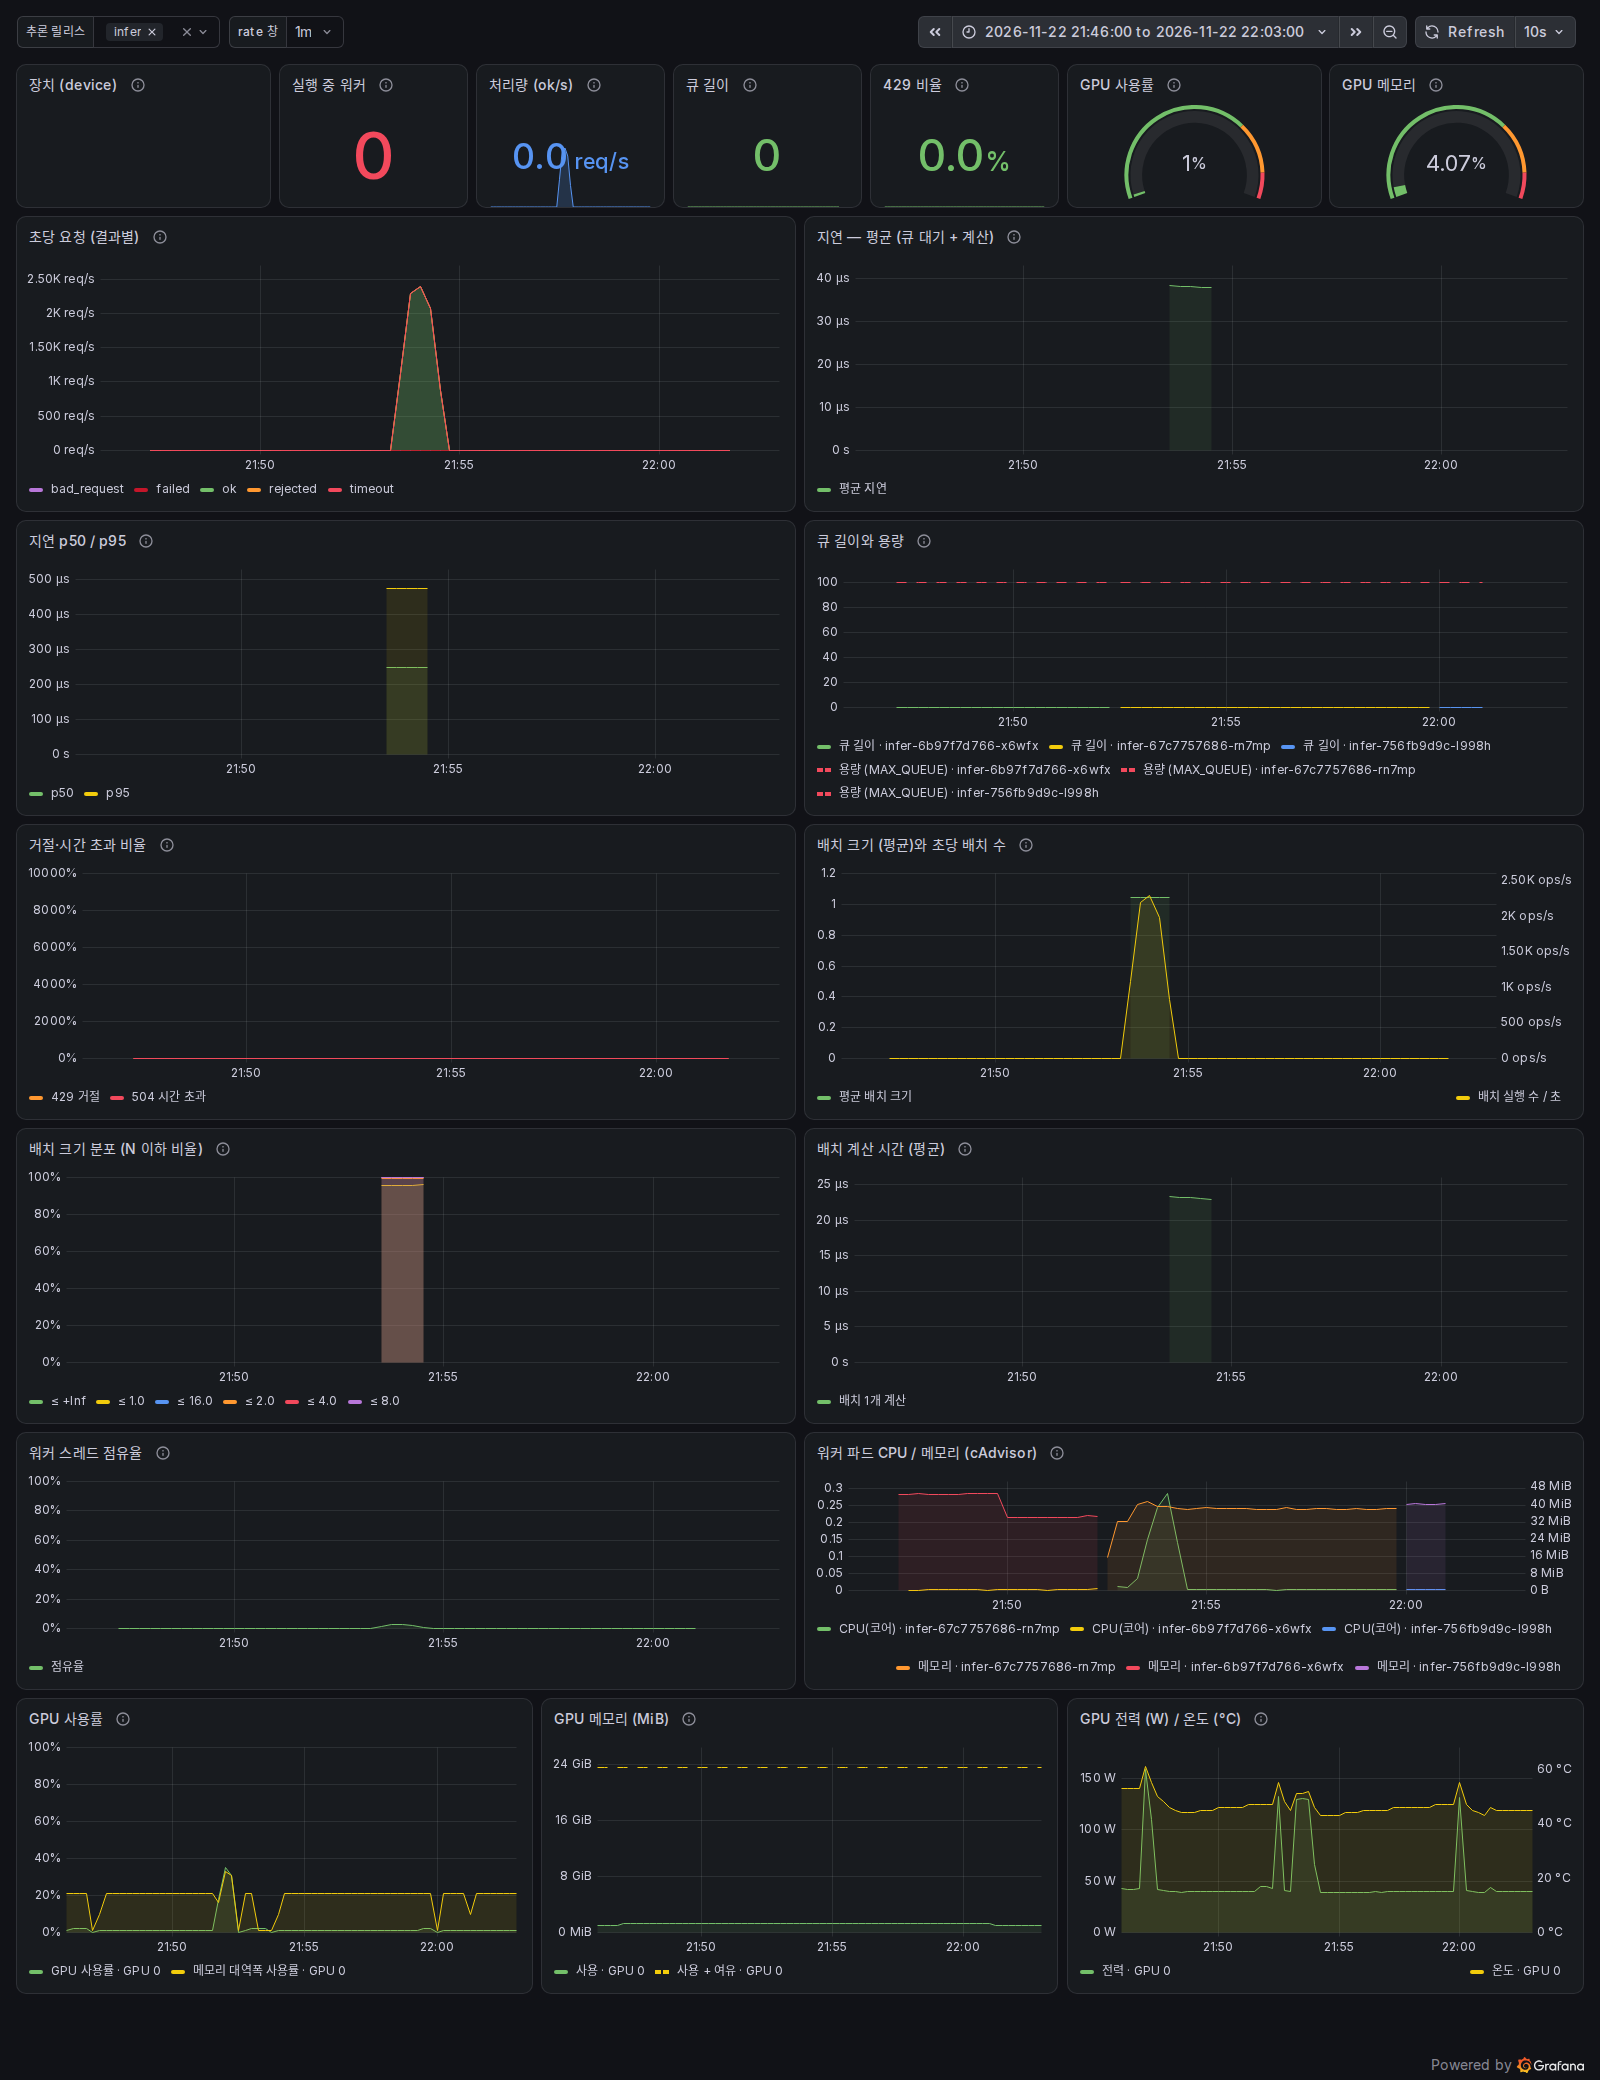 추론 릴리스 infer rate 창 1m 2026-11-22 21:46:00 to 2026-11-22 22:03:00 Refresh 10s
장치 (device) 실행 중 워커 처리량 (ok/s) 큐 길이 429 비율 GPU 사용률 GPU 메모리
0 0.0 req/s 0 0.0% 1% 4.07%
초당 요청 (결과별)
2.50K req/s
2K req/s
1.50K req/s
1K req/s
500 req/s
0 req/s
21:50 21:55 22:00
bad_request failed ok rejected timeout
지연 — 평균 (큐 대기 + 계산)
40 µs
30 µs
20 µs
10 µs
0 s
21:50 21:55 22:00
평균 지연
지연 p50 / p95
500 µs
400 µs
300 µs
200 µs
100 µs
0 s
21:50 21:55 22:00
p50 p95
큐 길이와 용량
100
80
60
40
20
0
21:50 21:55 22:00
큐 길이 · infer-6b97f7d766-x6wfx 큐 길이 · infer-67c7757686-rn7mp 큐 길이 · infer-756fb9d9c-l998h
용량 (MAX_QUEUE) · infer-6b97f7d766-x6wfx 용량 (MAX_QUEUE) · infer-67c7757686-rn7mp
용량 (MAX_QUEUE) · infer-756fb9d9c-l998h
거절·시간 초과 비율
10000%
8000%
6000%
4000%
2000%
0%
21:50 21:55 22:00
429 거절 504 시간 초과
배치 크기 (평균)와 초당 배치 수
1.2
1
0.8
0.6
0.4
0.2
0
2.50K ops/s
2K ops/s
1.50K ops/s
1K ops/s
500 ops/s
0 ops/s
21:50 21:55 22:00
평균 배치 크기 배치 실행 수 / 초
배치 크기 분포 (N 이하 비율)
100%
80%
60%
40%
20%
0%
21:50 21:55 22:00
≤ +Inf ≤ 1.0 ≤ 16.0 ≤ 2.0 ≤ 4.0 ≤ 8.0
배치 계산 시간 (평균)
25 µs
20 µs
15 µs
10 µs
5 µs
0 s
21:50 21:55 22:00
배치 1개 계산
워커 스레드 점유율
100%
80%
60%
40%
20%
0%
21:50 21:55 22:00
점유율
워커 파드 CPU / 메모리 (cAdvisor)
0.3
0.25
0.2
0.15
0.1
0.05
0
48 MiB
40 MiB
32 MiB
24 MiB
16 MiB
8 MiB
0 B
21:50 21:55 22:00
CPU(코어) · infer-67c7757686-rn7mp CPU(코어) · infer-6b97f7d766-x6wfx CPU(코어) · infer-756fb9d9c-l998h
메모리 · infer-67c7757686-rn7mp 메모리 · infer-6b97f7d766-x6wfx 메모리 · infer-756fb9d9c-l998h
GPU 사용률
100%
80%
60%
40%
20%
0%
21:50 21:55 22:00
GPU 사용률 · GPU 0 메모리 대역폭 사용률 · GPU 0
GPU 메모리 (MiB)
24 GiB
16 GiB
8 GiB
0 MiB
21:50 21:55 22:00
사용 · GPU 0 사용 + 여유 · GPU 0
GPU 전력 (W) / 온도 (°C)
150 W
100 W
50 W
0 W
60 °C
40 °C
20 °C
0 °C
21:50 21:55 22:00
전력 · GPU 0 온도 · GPU 0
Powered by Grafana